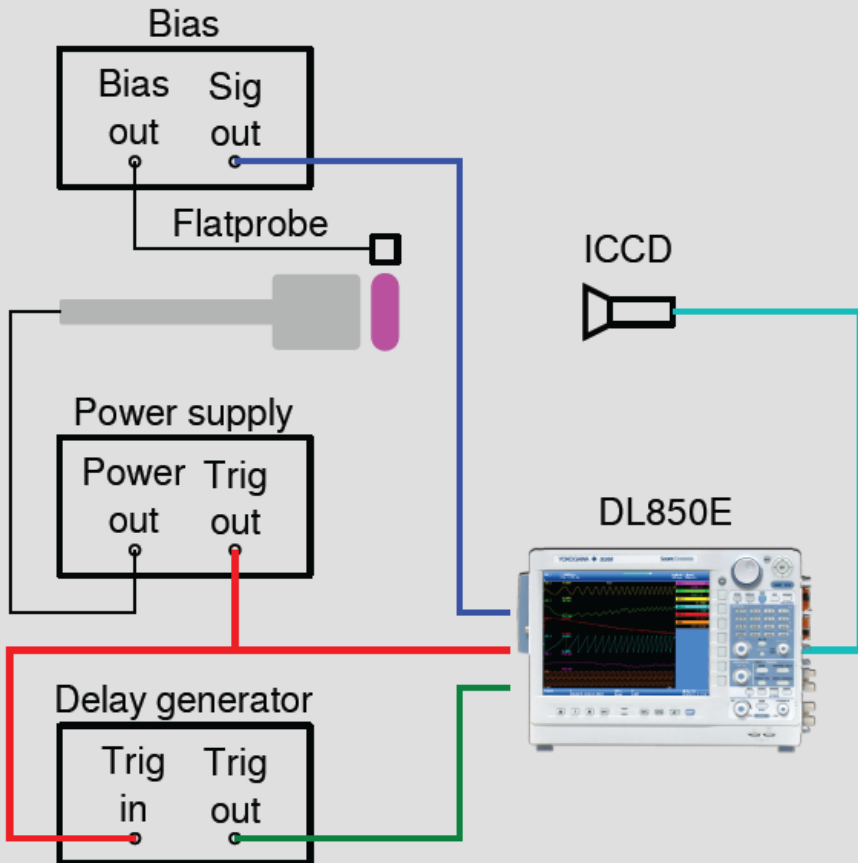 Bias
Bias Sig
out out
Flatprobe
ICCD
Power supply
Power Trig
out out
DL850E
YOKOGAWA
Delay generator
Trig Trig
in out